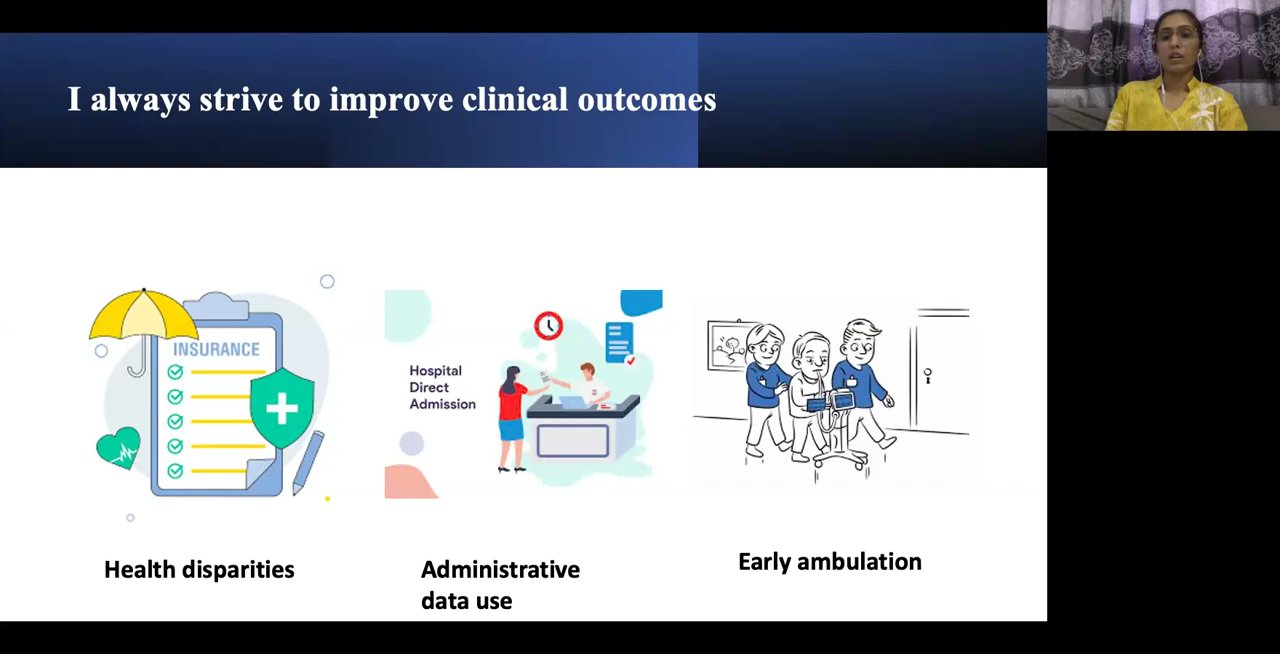 I always strive to improve clinical outcomes
INSURANCE
Hospital
Direct
Admission
Health disparities
Administrative
data use
Early ambulation